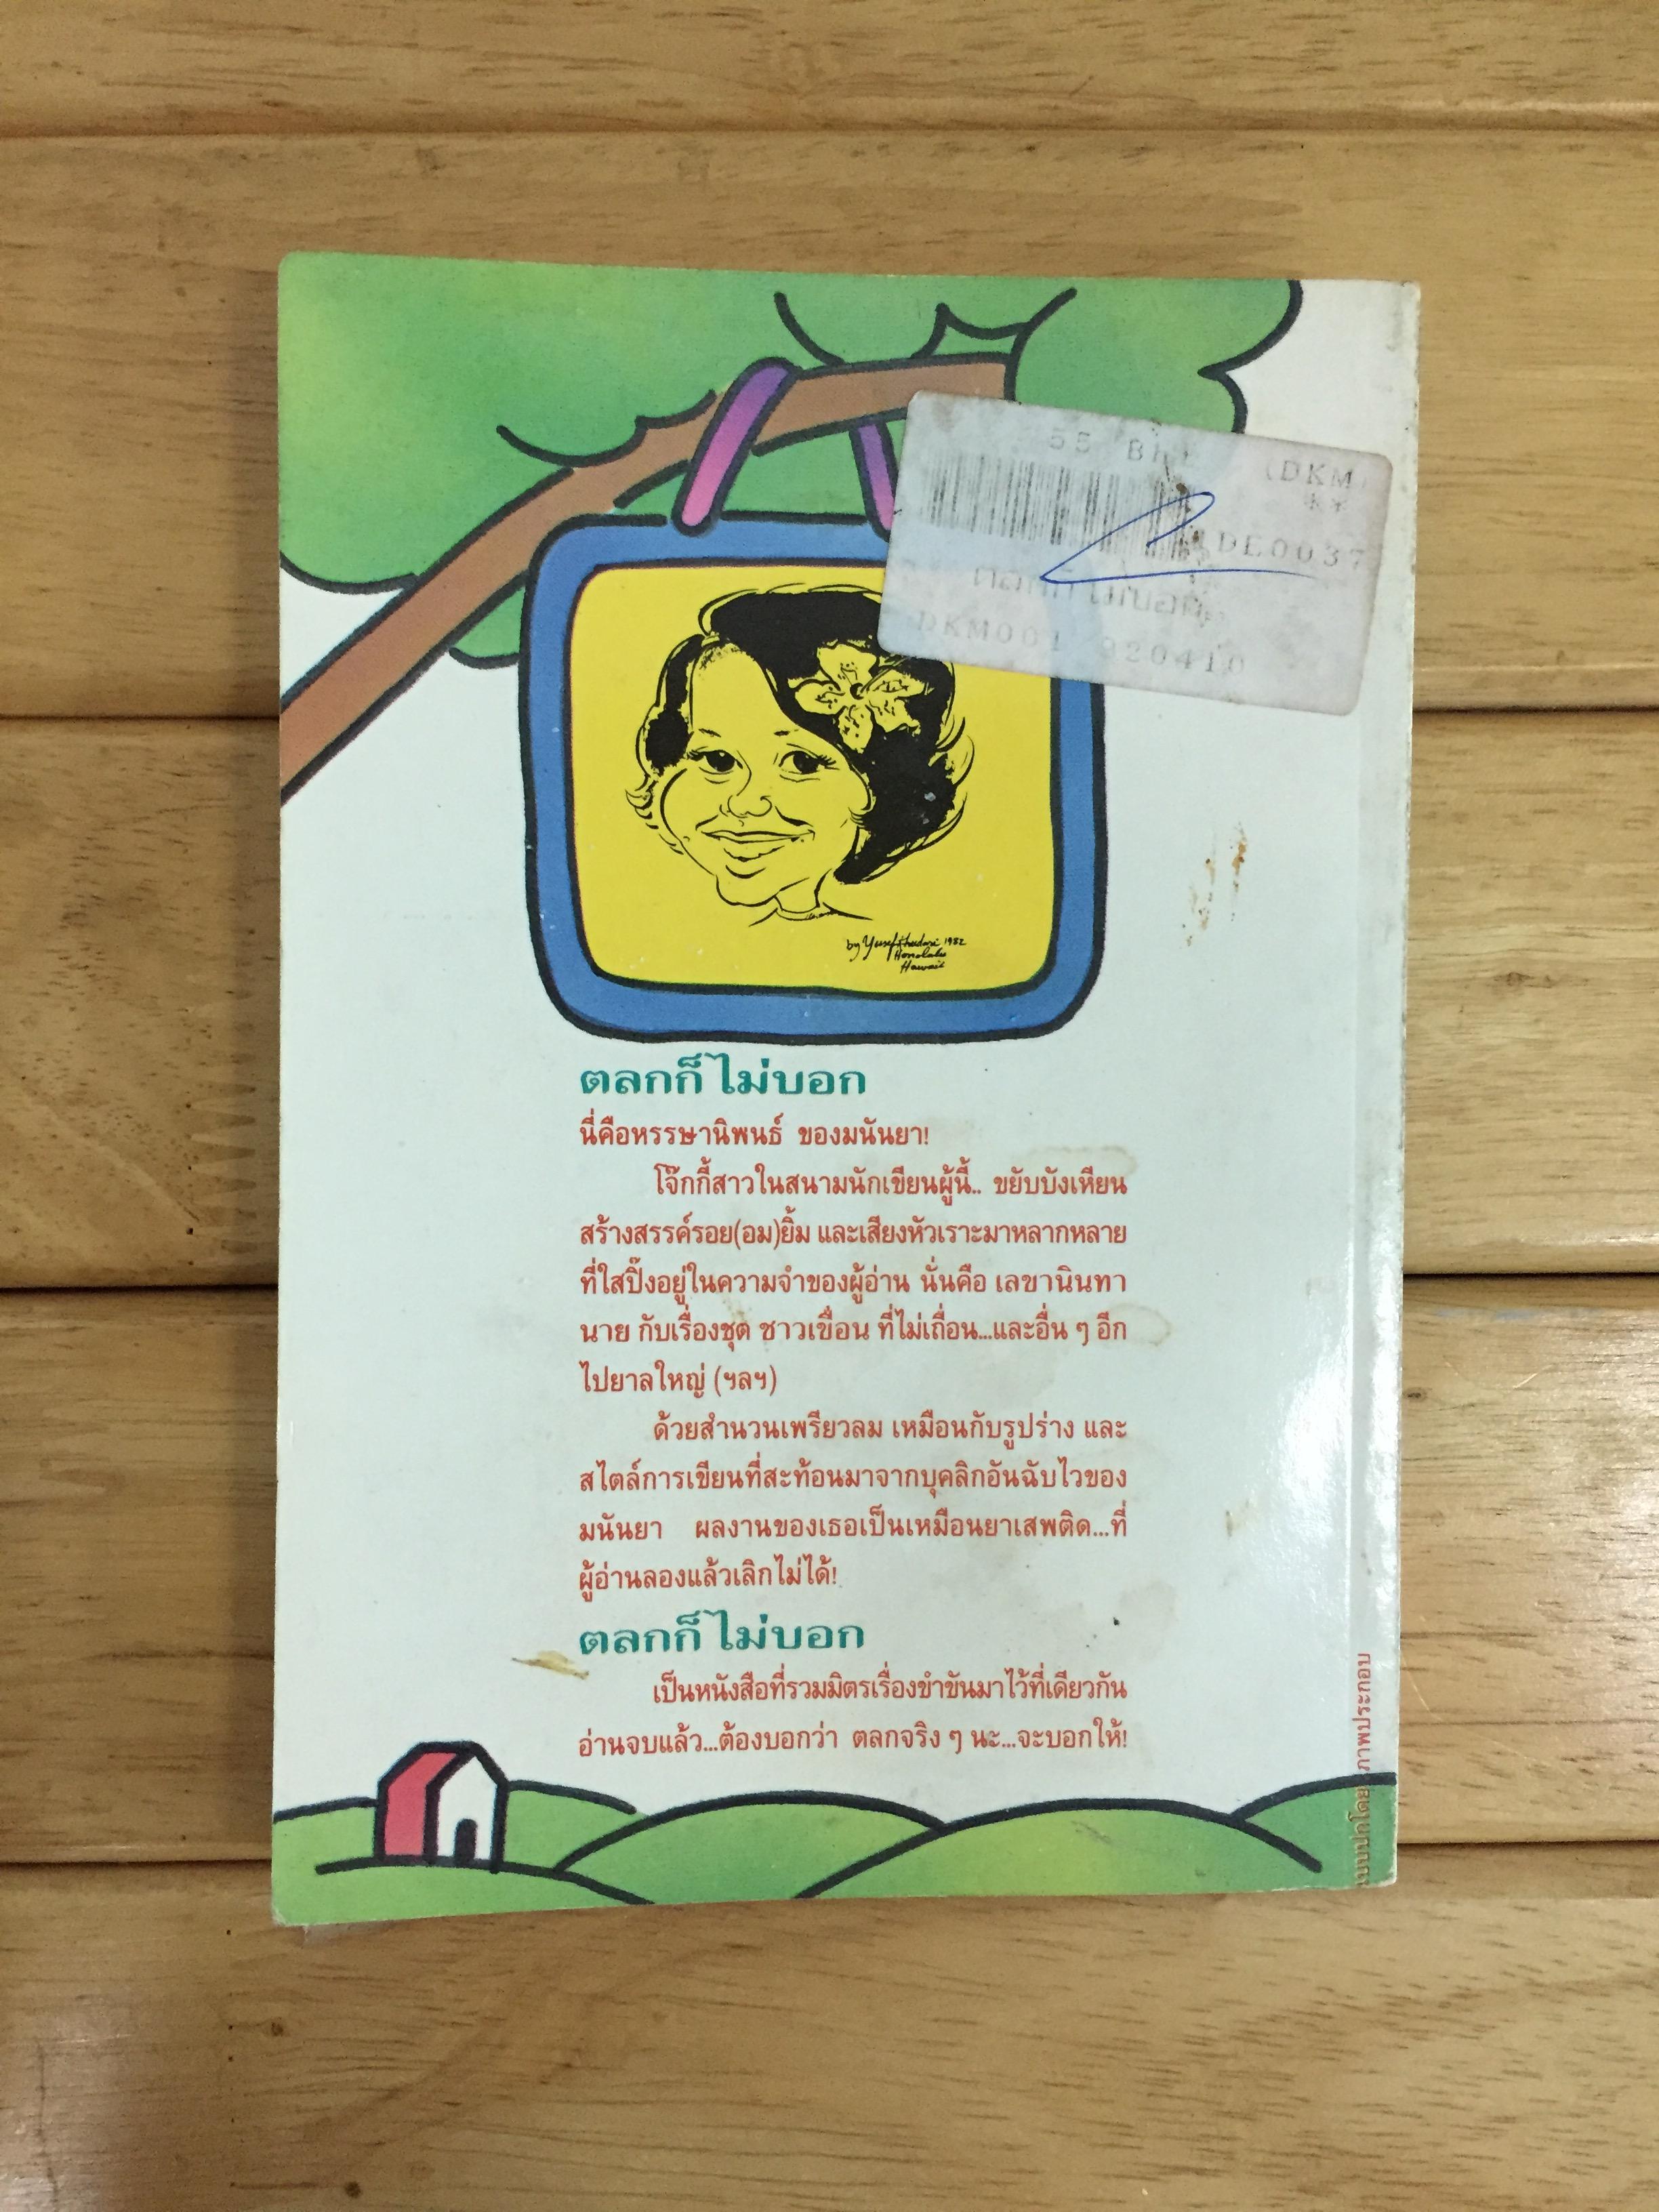 55 Bht (DKM)
**
DE0037
ตลกก็ไม่บอก
DKM001 920410
by Yusef 1982
Honolulu
Hawaii
ตลกก็ไม่บอก
นี่คือหรรษานิพนธ์ ของมนันยา!
โจ๊กกี้สาวในสนามนักเขียนผู้นี้.. ขยับบังเหียน
สร้างสรรค์รอย(อม)ยิ้ม และเสียงหัวเราะมาหลากหลาย
ที่ใสปิ๊งอยู่ในความจำของผู้อ่าน นั่นคือ เลขานินทา
นาย กับเรื่องชุด ชาวเขื่อน ที่ไม่เถื่อน...และอื่น ๆ อีก
ไปยาลใหญ่ (ฯลฯ)
ด้วยสำนวนเพรียวลม เหมือนกับรูปร่าง และ
สไตล์การเขียนที่สะท้อนมาจากบุคลิกอันฉับไวของ
มนันยา ผลงานของเธอเป็นเหมือนยาเสพติด...ที่
ผู้อ่านลองแล้วเลิกไม่ได้!
ตลกก็ไม่บอก
เป็นหนังสือที่รวมมิตรเรื่องขำขันมาไว้ที่เดียวกัน
อ่านจบแล้ว...ต้องบอกว่า ตลกจริง ๆ นะ...จะบอกให้!
แบบปกโดย ภาพประกอบ